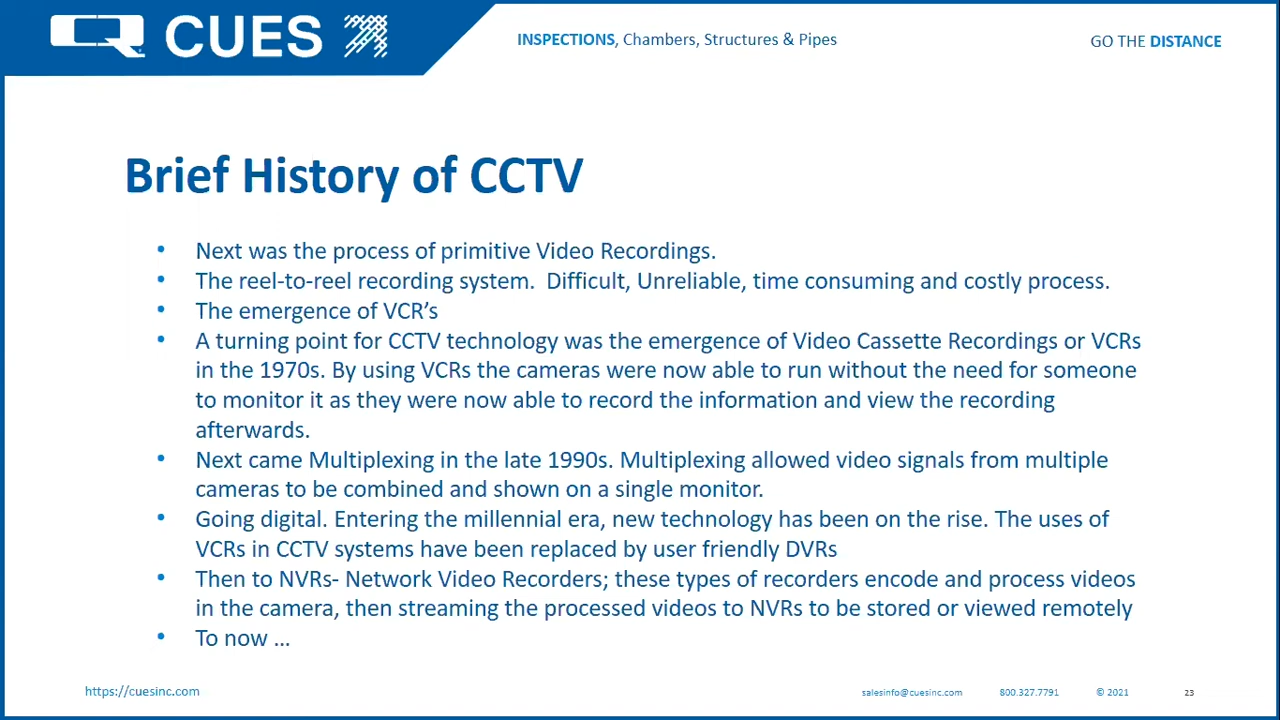 CUES
INSPECTIONS, Chambers, Structures & Pipes
GO THE DISTANCE
Brief History of CCTV
• Next was the process of primitive Video Recordings.
• The reel-to-reel recording system.  Difficult, Unreliable, time consuming and costly process.
• The emergence of VCR’s
• A turning point for CCTV technology was the emergence of Video Cassette Recordings or VCRs
in the 1970s. By using VCRs the cameras were now able to run without the need for someone
to monitor it as they were now able to record the information and view the recording
afterwards.
• Next came Multiplexing in the late 1990s. Multiplexing allowed video signals from multiple
cameras to be combined and shown on a single monitor.
• Going digital. Entering the millennial era, new technology has been on the rise. The uses of
VCRs in CCTV systems have been replaced by user friendly DVRs
• Then to NVRs- Network Video Recorders; these types of recorders encode and process videos
in the camera, then streaming the processed videos to NVRs to be stored or viewed remotely
• To now …
https://cuesinc.com
salesinfo@cuesinc.com
800.327.7791
© 2021
23